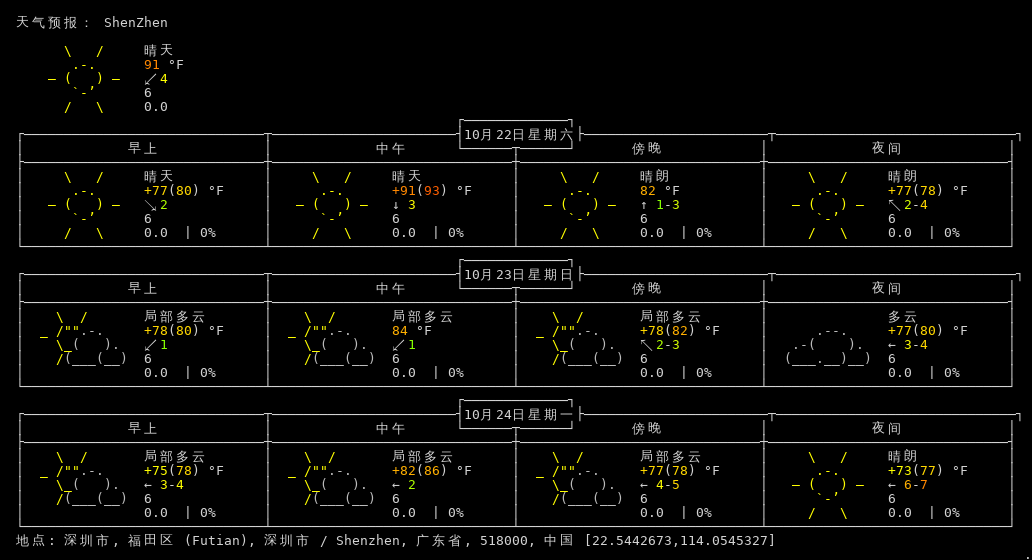 天气预报： ShenZhen
晴天
91 °F
↙4
6
0.0
10月22日星期六
早上 中午 傍晚 夜间
晴天 晴天 晴朗 晴朗
+77(80) °F +91(93) °F 82 °F +77(78) °F
↘2 ↓ 3 ↑ 1-3 ↖2-4
6 6 6 6
0.0 | 0% 0.0 | 0% 0.0 | 0% 0.0 | 0%
10月23日星期日
早上 中午 傍晚 夜间
局部多云 局部多云 局部多云 多云
+78(80) °F 84 °F +78(82) °F +77(80) °F
↙1 ↙1 ↖2-3 ← 3-4
6 6 6 6
0.0 | 0% 0.0 | 0% 0.0 | 0% 0.0 | 0%
10月24日星期一
早上 中午 傍晚 夜间
局部多云 局部多云 局部多云 晴朗
+75(78) °F +82(86) °F +77(78) °F +73(77) °F
← 3-4 ← 2 ← 4-5 ← 6-7
6 6 6 6
0.0 | 0% 0.0 | 0% 0.0 | 0% 0.0 | 0%
地点: 深圳市, 福田区 (Futian), 深圳市 / Shenzhen, 广东省, 518000, 中国 [22.5442673,114.0545327]